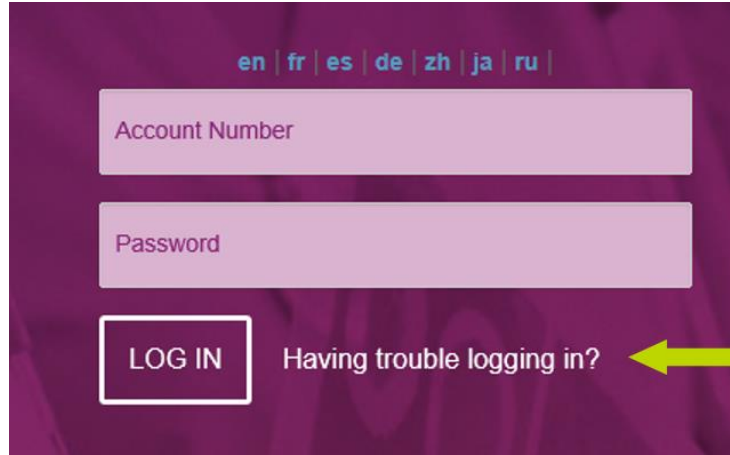 en | fr | es | de | zh | ja | ru |
Account Number
Password
LOG IN Having trouble logging in?